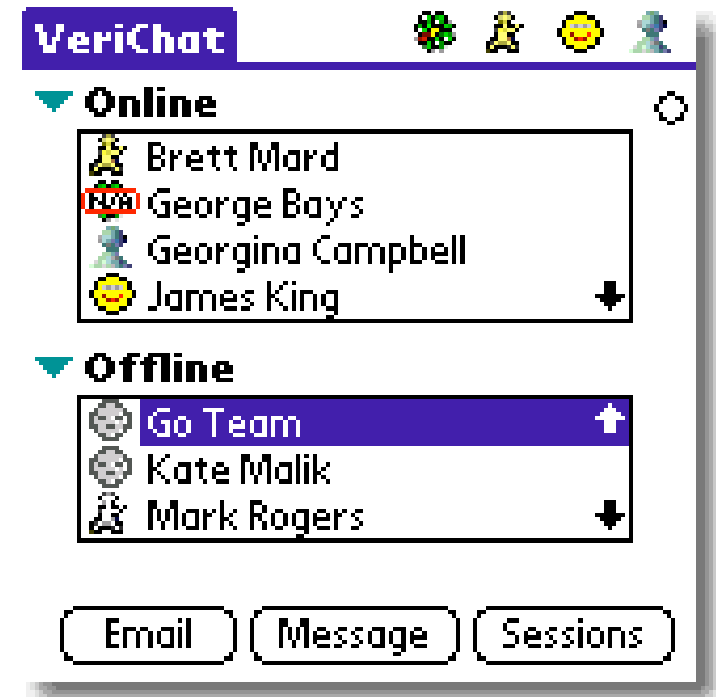 VeriChat
Online
Brett Mard
N/A George Bays
Georgina Campbell
James King
Offline
Go Team
Kate Malik
Mark Rogers
Email Message Sessions